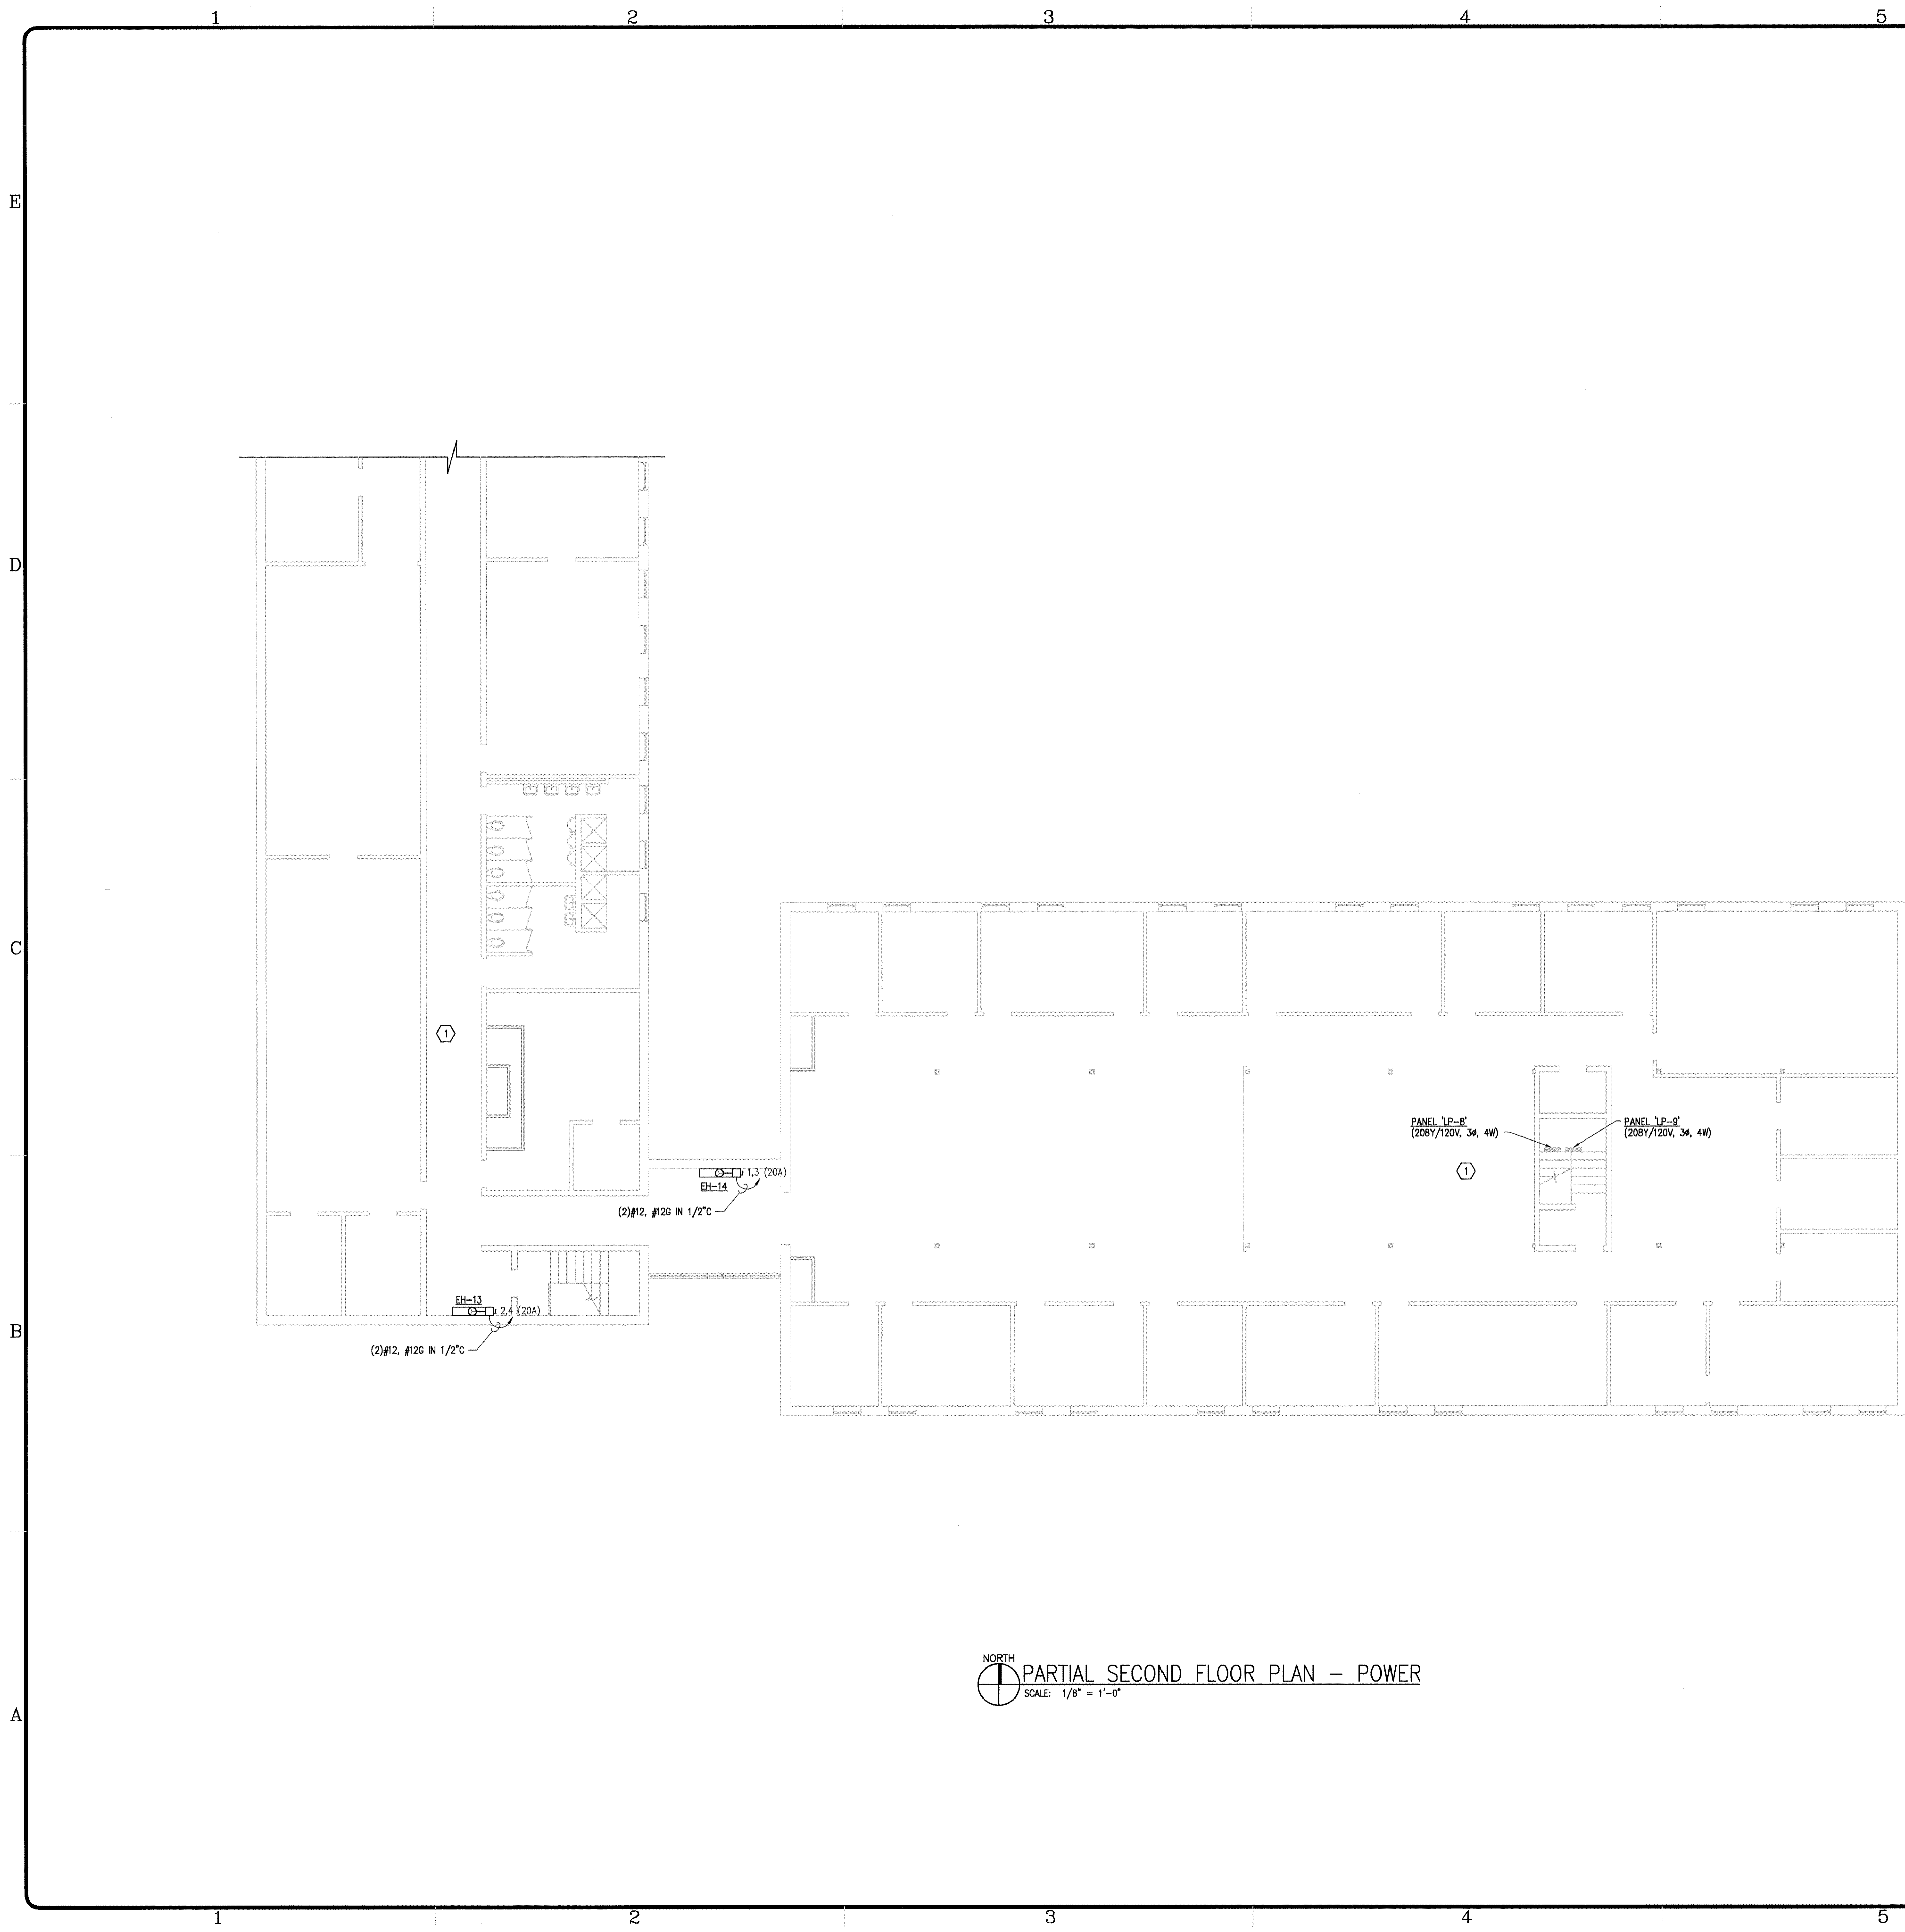 1 2 3 4 5
E
D
C
B
A
1
PANEL 'LP-8'
(208Y/120V, 3ø, 4W)
PANEL 'LP-9'
(208Y/120V, 3ø, 4W)
1
1,3 (20A)
EH-14
(2)#12, #12G IN 1/2"C
EH-13
2,4 (20A)
(2)#12, #12G IN 1/2"C
NORTH
PARTIAL SECOND FLOOR PLAN - POWER
SCALE: 1/8" = 1'-0"
1 2 3 4 5